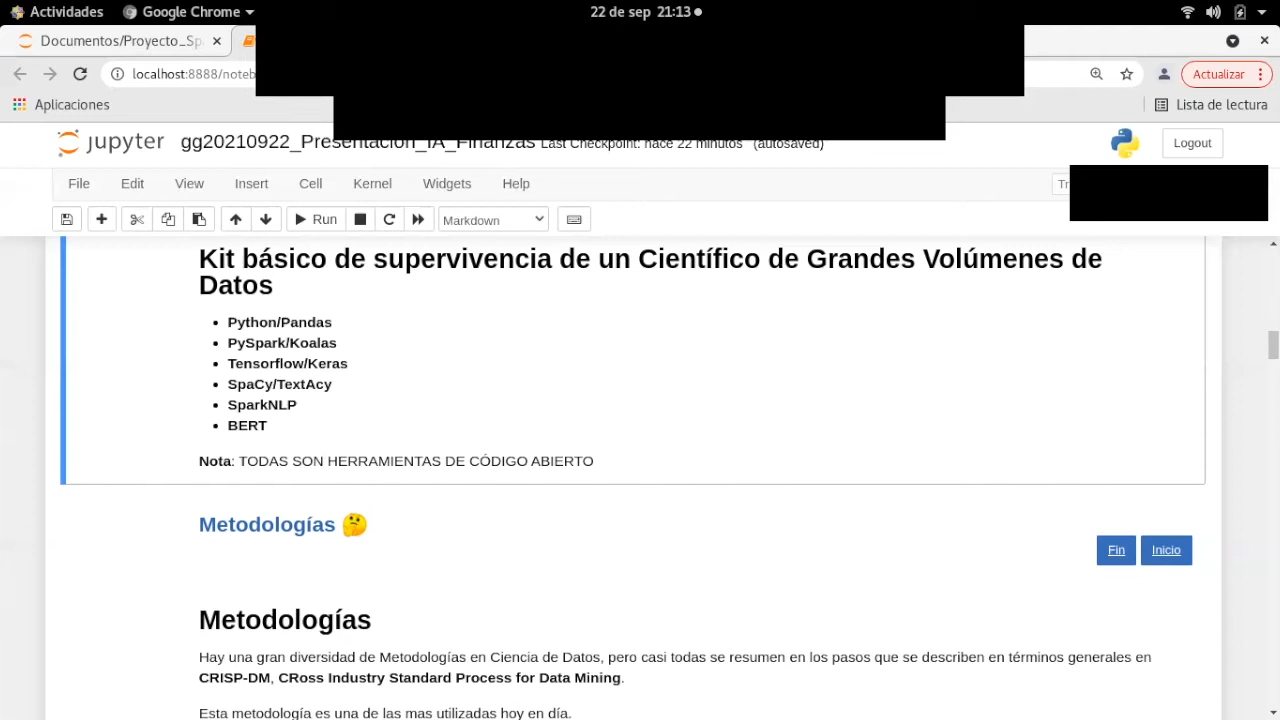 Actividades Google Chrome 22 de sep 21:13
Documentos/Proyecto_Sp
localhost:8888/noteb Actualizar
Aplicaciones Lista de lectura
jupyter gg20210922_Presentacion_IA_Finanzas Last Checkpoint: hace 22 minutos (autosaved) Logout
File Edit View Insert Cell Kernel Widgets Help
Run Markdown
Kit básico de supervivencia de un Científico de Grandes Volúmenes de
Datos
Python/Pandas
PySpark/Koalas
Tensorflow/Keras
SpaCy/TextAcy
SparkNLP
BERT
Nota: TODAS SON HERRAMIENTAS DE CÓDIGO ABIERTO
Metodologías 🤔
Fin Inicio
Metodologías
Hay una gran diversidad de Metodologías en Ciencia de Datos, pero casi todas se resumen en los pasos que se describen en términos generales en
CRISP-DM, CRoss Industry Standard Process for Data Mining.
Esta metodología es una de las mas utilizadas hoy en día.